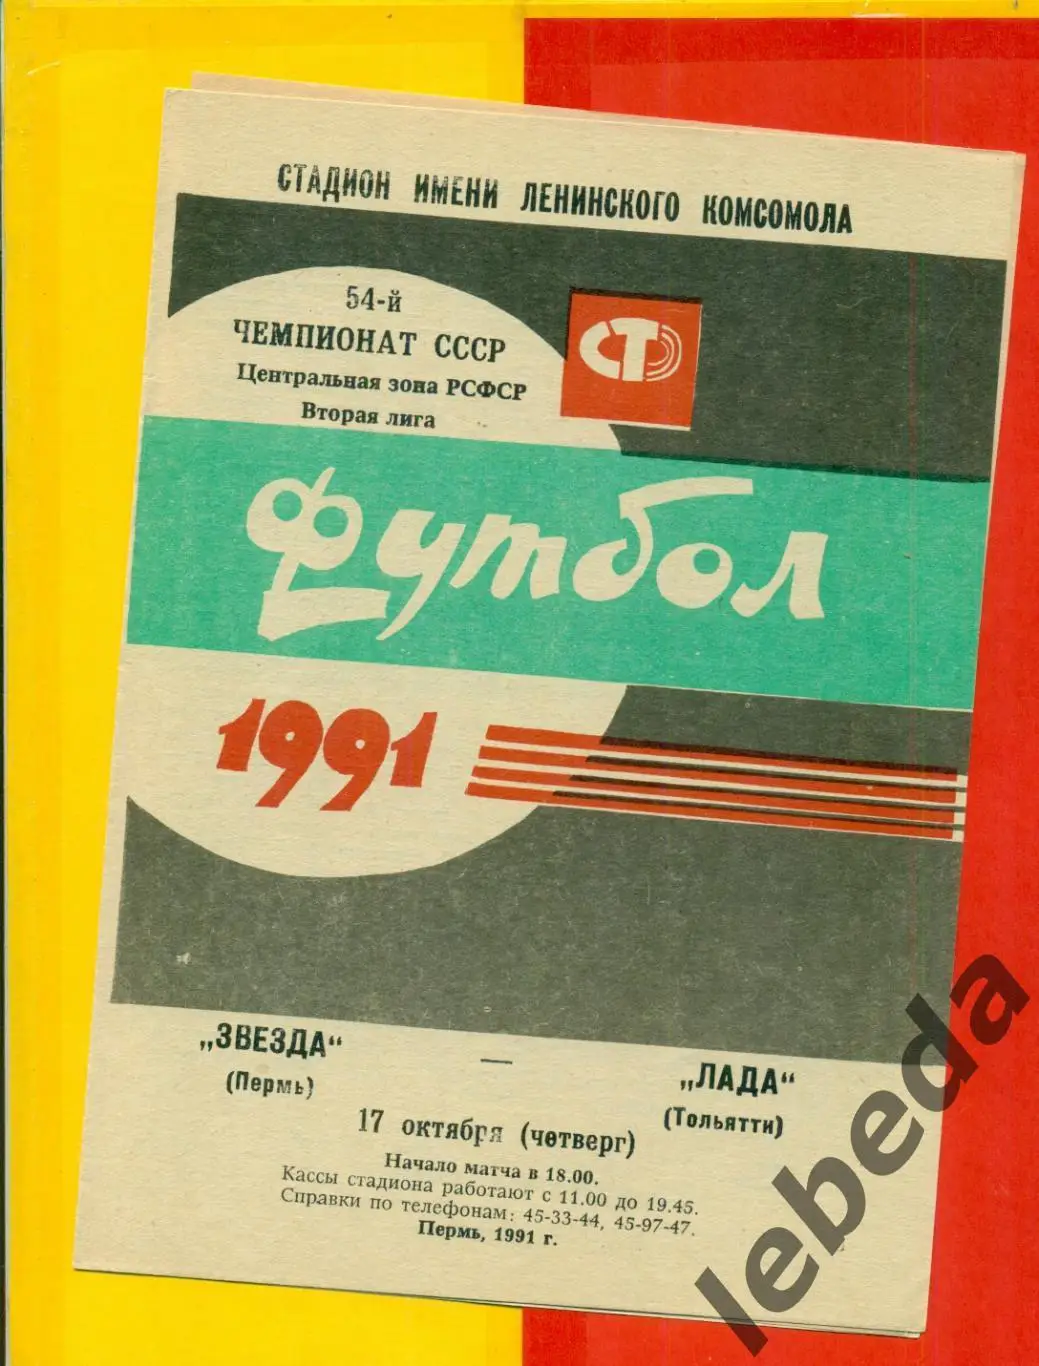 СТАДИОН ИМЕНИ ЛЕНИНСКОГО КОМСОМОЛА
54-й
ЧЕМПИОНАТ СССР
Центральная зона РСФСР
Вторая лига
СТ
Футбол
1991
„ЗВЕЗДА“ — „ЛАДА“
(Пермь) (Тольятти)
17 октября (четверг)
Начало матча в 18.00.
Кассы стадиона работают с 11.00 до 19.45.
Справки по телефонам: 45-33-44, 45-97-47.
Пермь, 1991 г.
lebeda